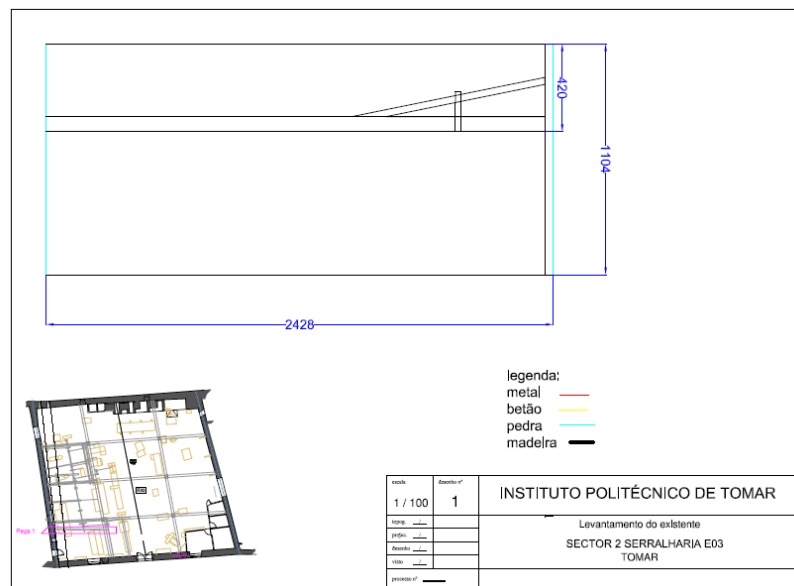 420
1104
2428
legenda:
metal
betão
pedra
madeira
Peça 1
escala
desenho nº
1 / 100
1
INSTITUTO POLITÉCNICO DE TOMAR
topog.
Levantamento do existente
desenho
SECTOR 2 SERRALHARIA E03
TOMAR
visto
processo nº